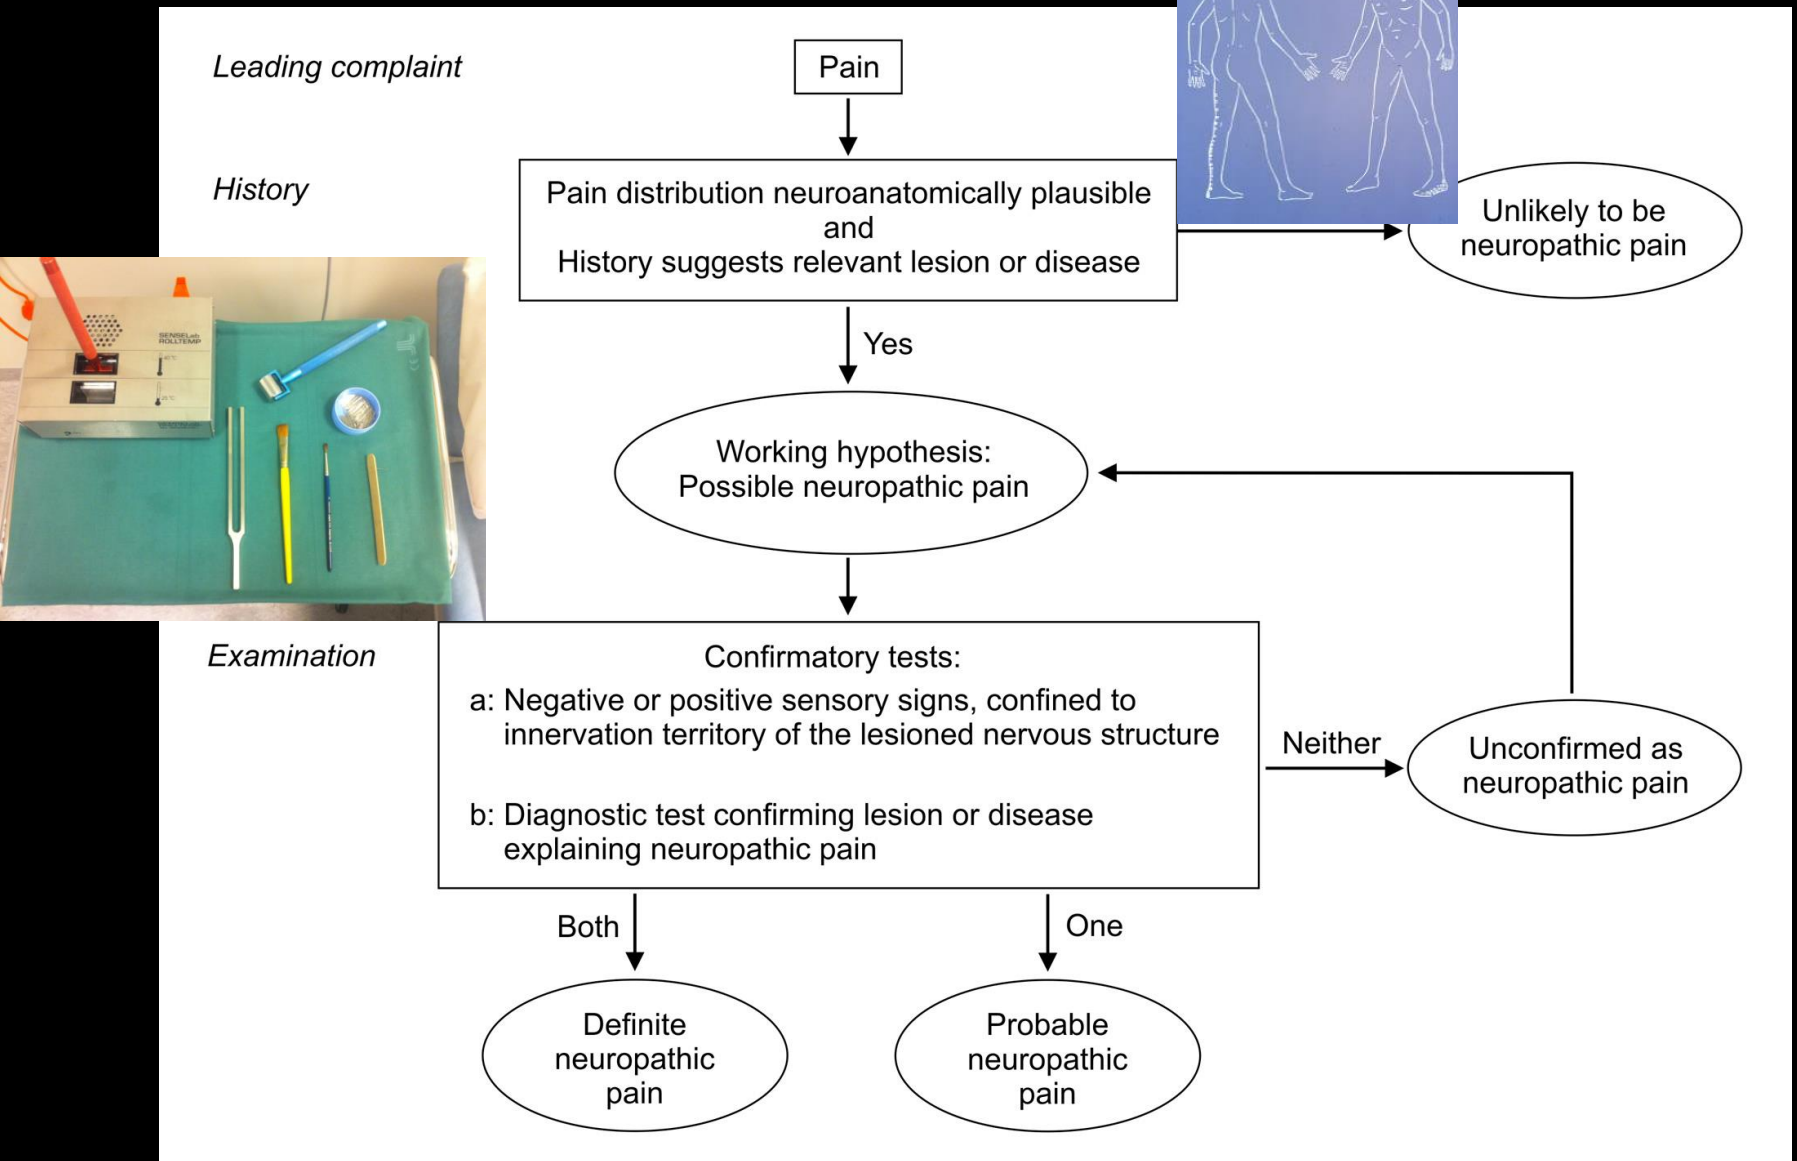 Leading complaint
Pain
History
Pain distribution neuroanatomically plausible
and
History suggests relevant lesion or disease
Unlikely to be
neuropathic pain
Yes
SENSELab
ROLLTEMP
Working hypothesis:
Possible neuropathic pain
Examination
Confirmatory tests:
a: Negative or positive sensory signs, confined to
innervation territory of the lesioned nervous structure
b: Diagnostic test confirming lesion or disease
explaining neuropathic pain
Neither
Unconfirmed as
neuropathic pain
Both
One
Definite
neuropathic
pain
Probable
neuropathic
pain